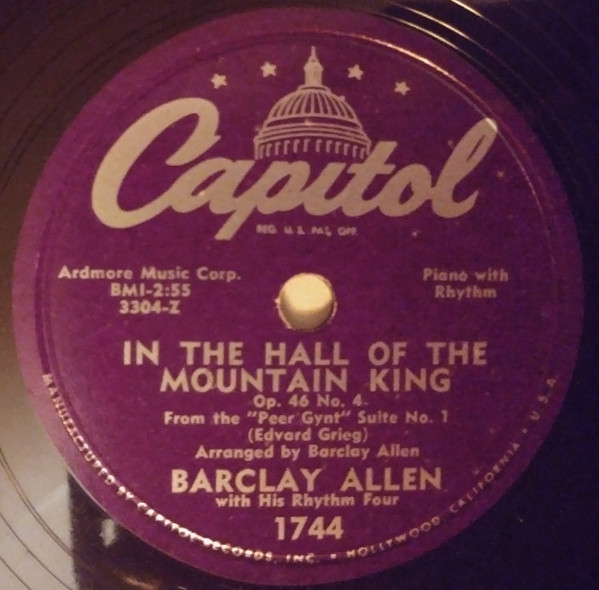 Capitol
REG. U.S. PAT. OFF.
Ardmore Music Corp.
BMI-2:55
3304-Z
Piano with
Rhythm
IN THE HALL OF THE
MOUNTAIN KING
Op. 46 No. 4
From the "Peer Gynt" Suite No. 1
(Edvard Grieg)
Arranged by Barclay Allen
BARCLAY ALLEN
with His Rhythm Four
1744
MANUFACTURED BY CAPITOL RECORDS, INC. • HOLLYWOOD, CALIFORNIA • U.S.A.